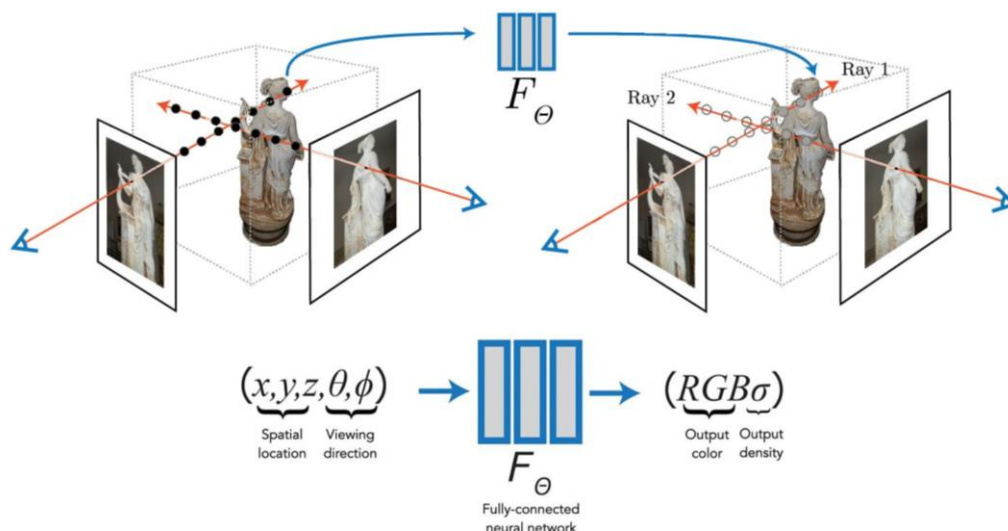 F_Θ
Ray 1
Ray 2
(x,y,z,θ,ϕ)
(RGBσ)
Spatial location
Viewing direction
Output color
Output density
F_Θ
Fully-connected
neural network